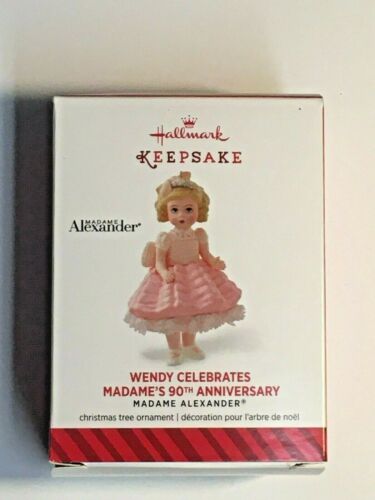 Hallmark
KEEPSAKE
MADAME
Alexander®
WENDY CELEBRATES
MADAME'S 90TH ANNIVERSARY
MADAME ALEXANDER®
christmas tree ornament | décoration pour l'arbre de noël